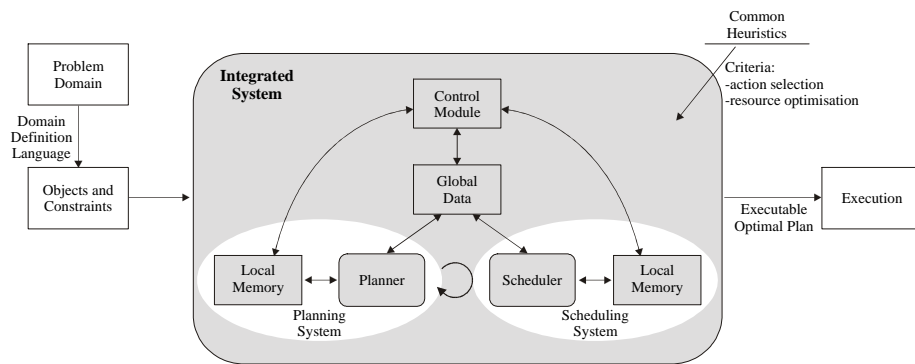 Common
Heuristics
Problem
Domain
Integrated
System
Criteria:
-action selection
-resource optimisation
Control
Module
Domain
Definition
Language
Objects and
Constraints
Global
Data
Execution
Executable
Optimal Plan
Local
Memory
Planner
Scheduler
Local
Memory
Planning
System
Scheduling
System